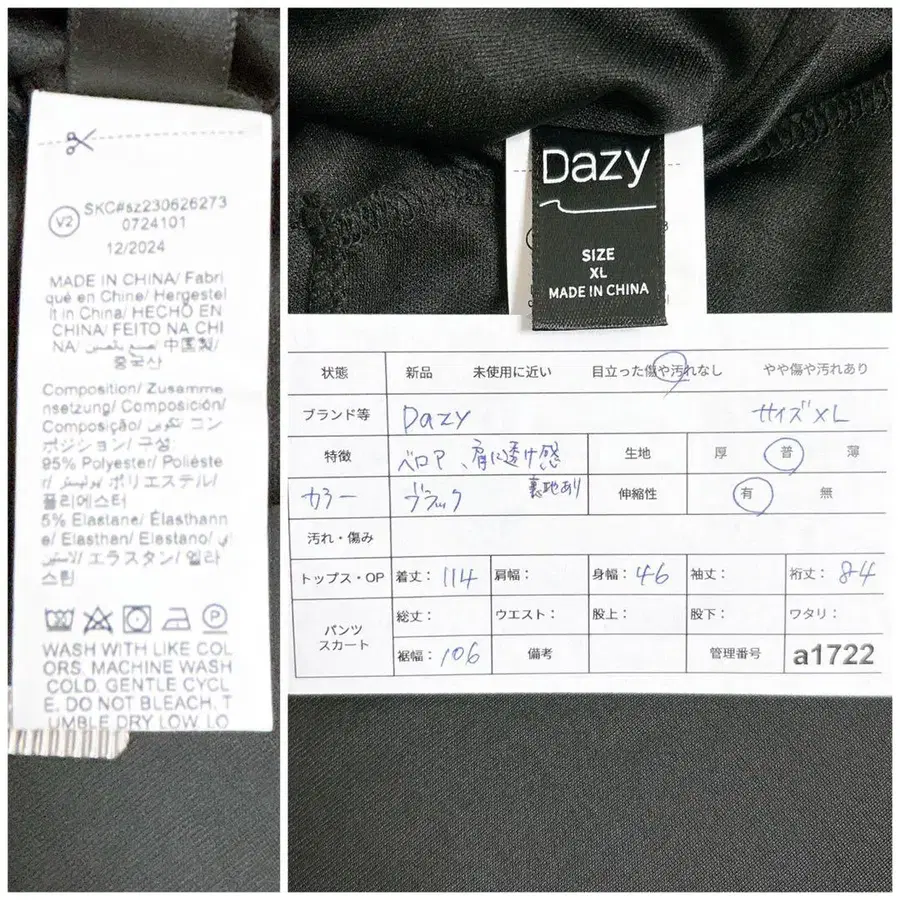 V2
SKC#sz230626273
0724101
12/2024
MADE IN CHINA/ Fabri
qué en Chine/ Hergestel
lt in China/ HECHO EN
CHINA/ FEITO NA CHI
NA/ صنع بالصين/ 中国製/
중국산
Composition/ Zusamme
nsetzung/ Composición/
Composição/ تكوين/ コン
ポジション/ 구성:
95% Polyester/ Polièste
r/ بوليستر/ ポリエステル/
폴리에스터
5% Elastane/ Élasthann
e/ Elasthan/ Elastano/
エラスタン/ 엘라
스틴
P
WASH WITH LIKE COL
ORS. MACHINE WASH
COLD. GENTLE CYCL
E. DO NOT BLEACH. T
UMBLE DRY LOW. LO
Dazy
SIZE
XL
MADE IN CHINA
状態 新品 未使用に近い 目立った傷や汚れなし やや傷や汚れあり
ブランド等 Dazy サイズXL
特徴 ベロア、肩に透け感 生地 厚 普 薄
カラー ブラック 裏地あり 伸縮性 有 無
汚れ・傷み
トップス・OP 着丈: 114 肩幅: 身幅: 46 袖丈: 裄丈: 84
パンツ スカート 総丈: ウエスト: 股上: 股下: ワタリ:
裾幅: 106 備考 管理番号 a1722